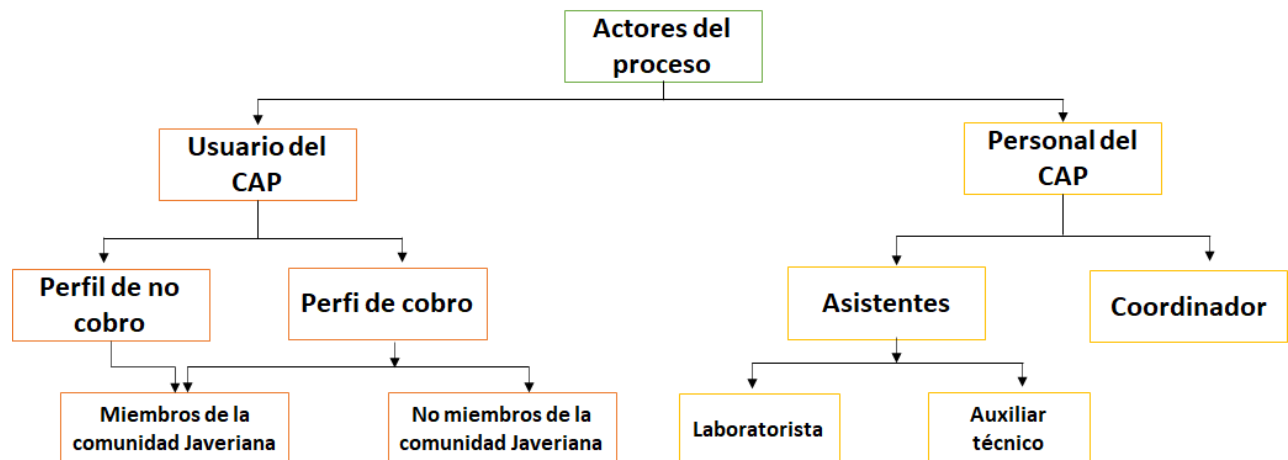 Actores del
proceso
Usuario del
CAP
Personal del
CAP
Perfil de no
cobro
Perfi de cobro
Asistentes
Coordinador
Miembros de la
comunidad Javeriana
No miembros de la
comunidad Javeriana
Laboratorista
Auxiliar
técnico